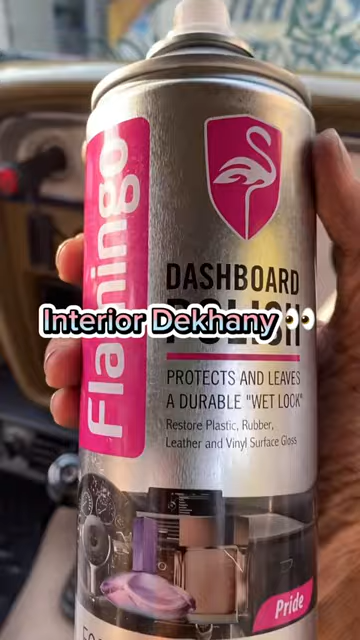 Flamingo
DASHBOARD
POLISH
Interior Dekhany 👀
PROTECTS AND LEAVES
A DURABLE "WET LOOK"
Restore Plastic, Rubber,
Leather and Vinyl Surface Gloss
Pride